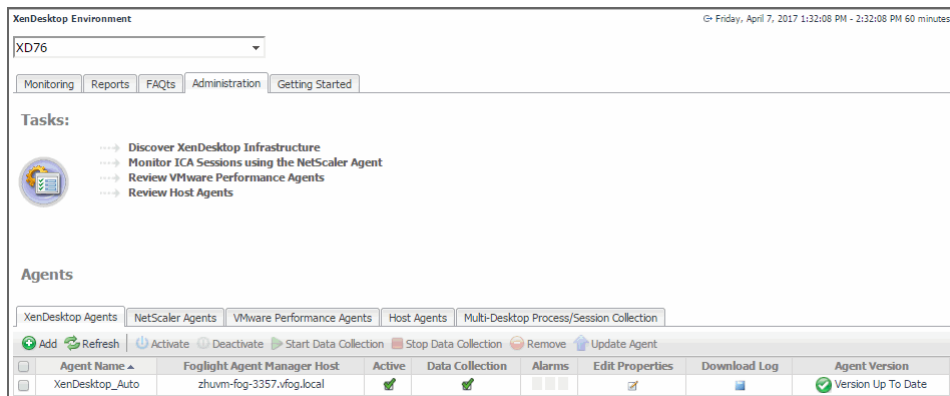 XenDesktop Environment
Friday, April 7, 2017 1:32:08 PM - 2:32:08 PM 60 minutes
XD76
Monitoring Reports FAQts Administration Getting Started
Tasks:
Discover XenDesktop Infrastructure
Monitor ICA Sessions using the NetScaler Agent
Review VMware Performance Agents
Review Host Agents
Agents
XenDesktop Agents NetScaler Agents VMware Performance Agents Host Agents Multi-Desktop Process/Session Collection
Add Refresh Activate Deactivate Start Data Collection Stop Data Collection Remove Update Agent
Agent Name Foglight Agent Manager Host Active Data Collection Alarms Edit Properties Download Log Agent Version
XenDesktop_Auto zhuvm-fog-3357.vfog.local Version Up To Date